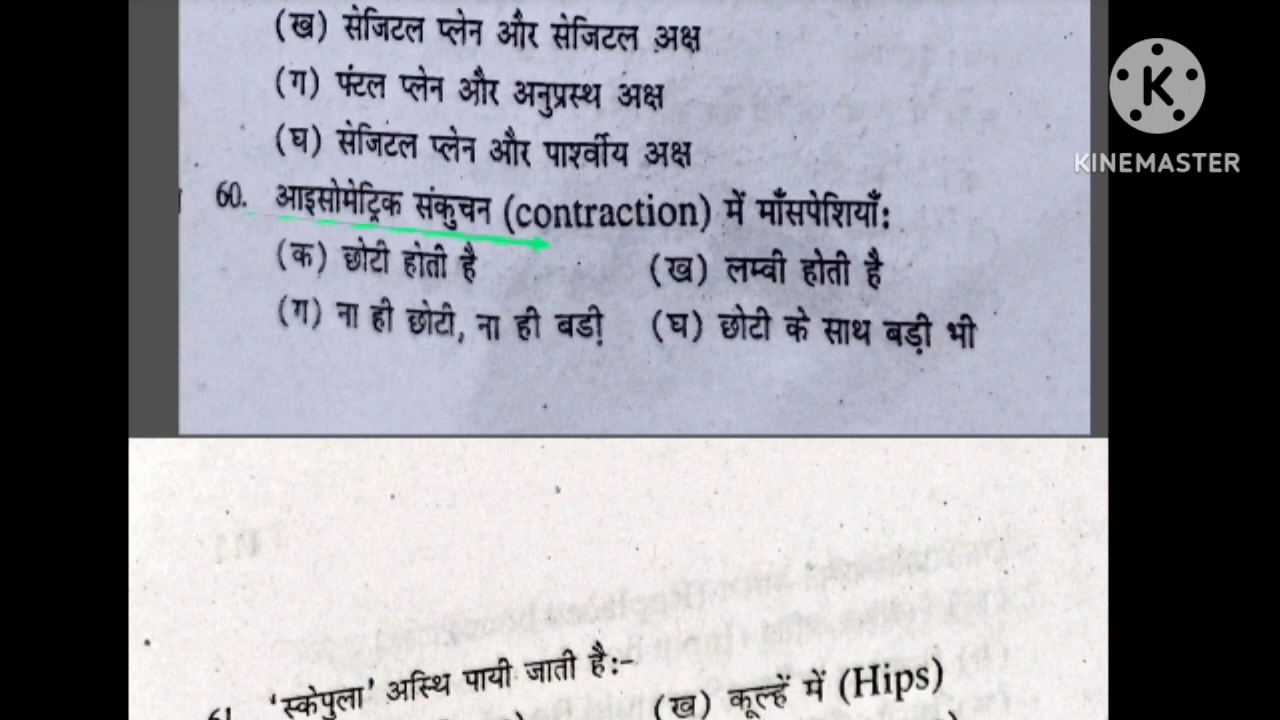 (ख) सेजिटल प्लेन और सेजिटल अक्ष
(ग) फ्रंटल प्लेन और अनुप्रस्थ अक्ष
(घ) सेजिटल प्लेन और पार्श्वीय अक्ष
60. आइसोमेट्रिक संकुचन (contraction) में माँसपेशियाँ:
(क) छोटी होती है (ख) लम्बी होती है
(ग) ना ही छोटी, ना ही बडी़ (घ) छोटी के साथ बड़ी भी
K
KINEMASTER
'स्केपुला' अस्थि पायी जाती है:-
61
(ख) कूल्हें में (Hips)